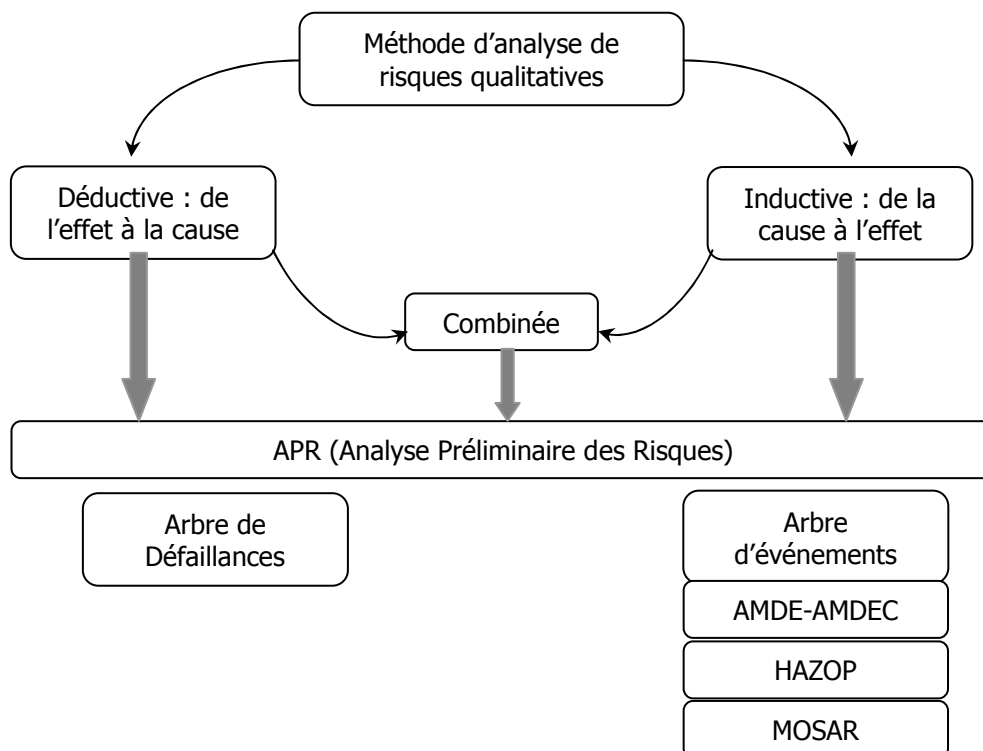 Méthode d’analyse de
risques qualitatives
Déductive : de
l’effet à la cause
Inductive : de la
cause à l’effet
Combinée
APR (Analyse Préliminaire des Risques)
Arbre de
Défaillances
Arbre
d’événements
AMDE-AMDEC
HAZOP
MOSAR